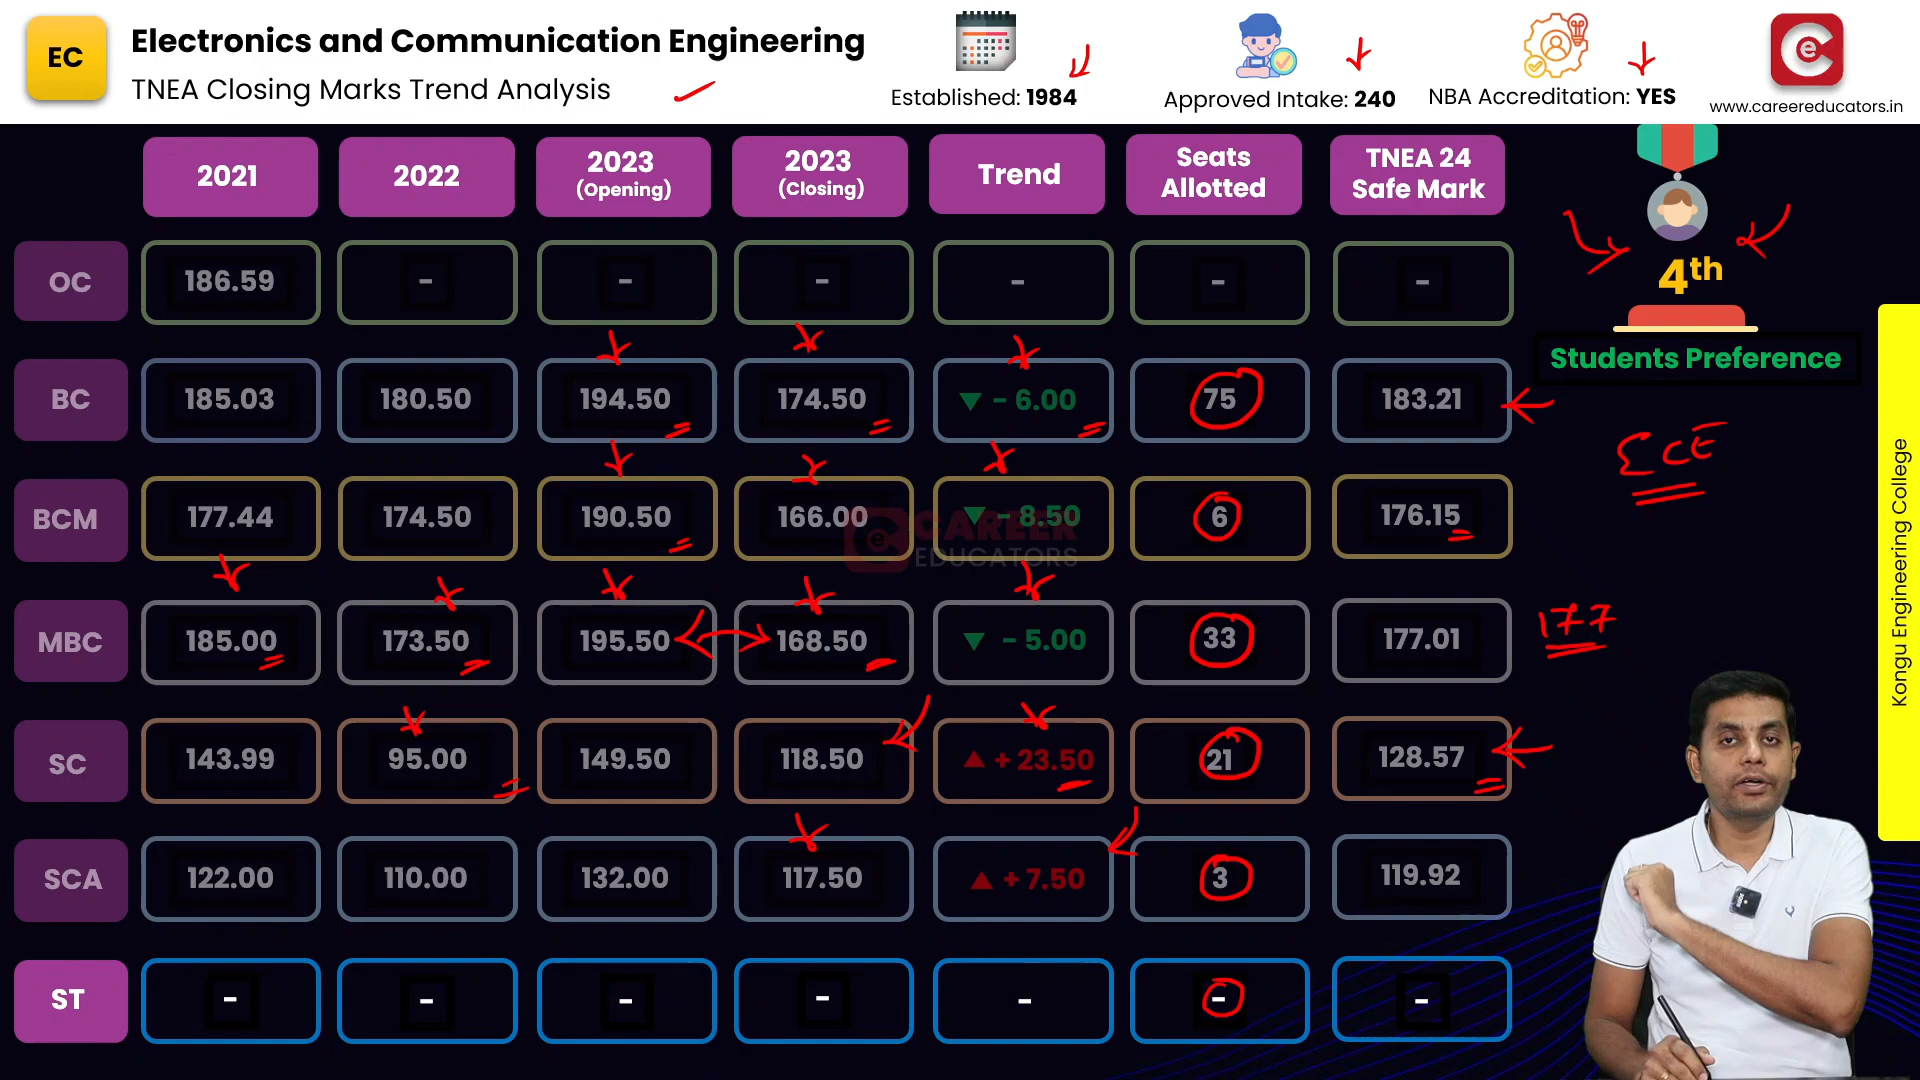 EC
Electronics and Communication Engineering
TNEA Closing Marks Trend Analysis
Established: 1984
Approved Intake: 240
NBA Accreditation: YES
e
www.careereducators.in
2021
2022
2023
(Opening)
2023
(Closing)
Trend
Seats
Allotted
TNEA 24
Safe Mark
4th
Students Preference
OC 186.59 - - - - - -
BC 185.03 180.50 194.50 174.50 ▼ - 6.00 75 183.21
ECE
BCM 177.44 174.50 190.50 166.00 ▼ - 8.50 6 176.15
e CAREER
EDUCATORS
MBC 185.00 173.50 195.50 168.50 ▼ - 5.00 33 177.01
177
SC 143.99 95.00 149.50 118.50 ▲ + 23.50 21 128.57
SCA 122.00 110.00 132.00 117.50 ▲ + 7.50 3 119.92
ST - - - - - - -
Kongu Engineering College